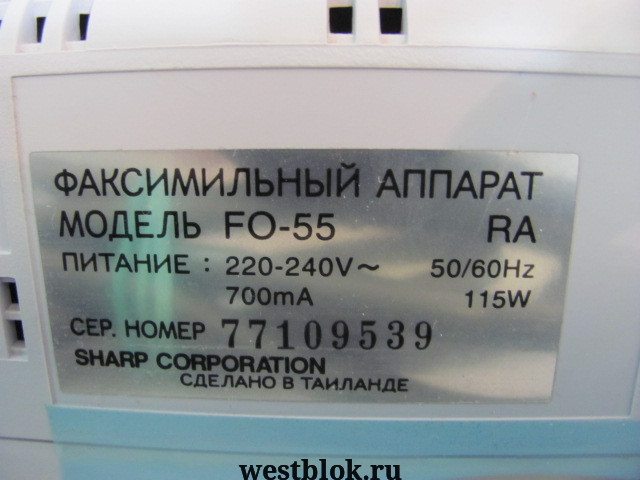 ФАКСИМИЛЬНЫЙ АППАРАТ
МОДЕЛЬ FO-55 RA
ПИТАНИЕ : 220-240V~ 50/60Hz
700mA 115W
СЕР. НОМЕР 77109539
SHARP CORPORATION
СДЕЛАНО В ТАИЛАНДЕ
westblok.ru